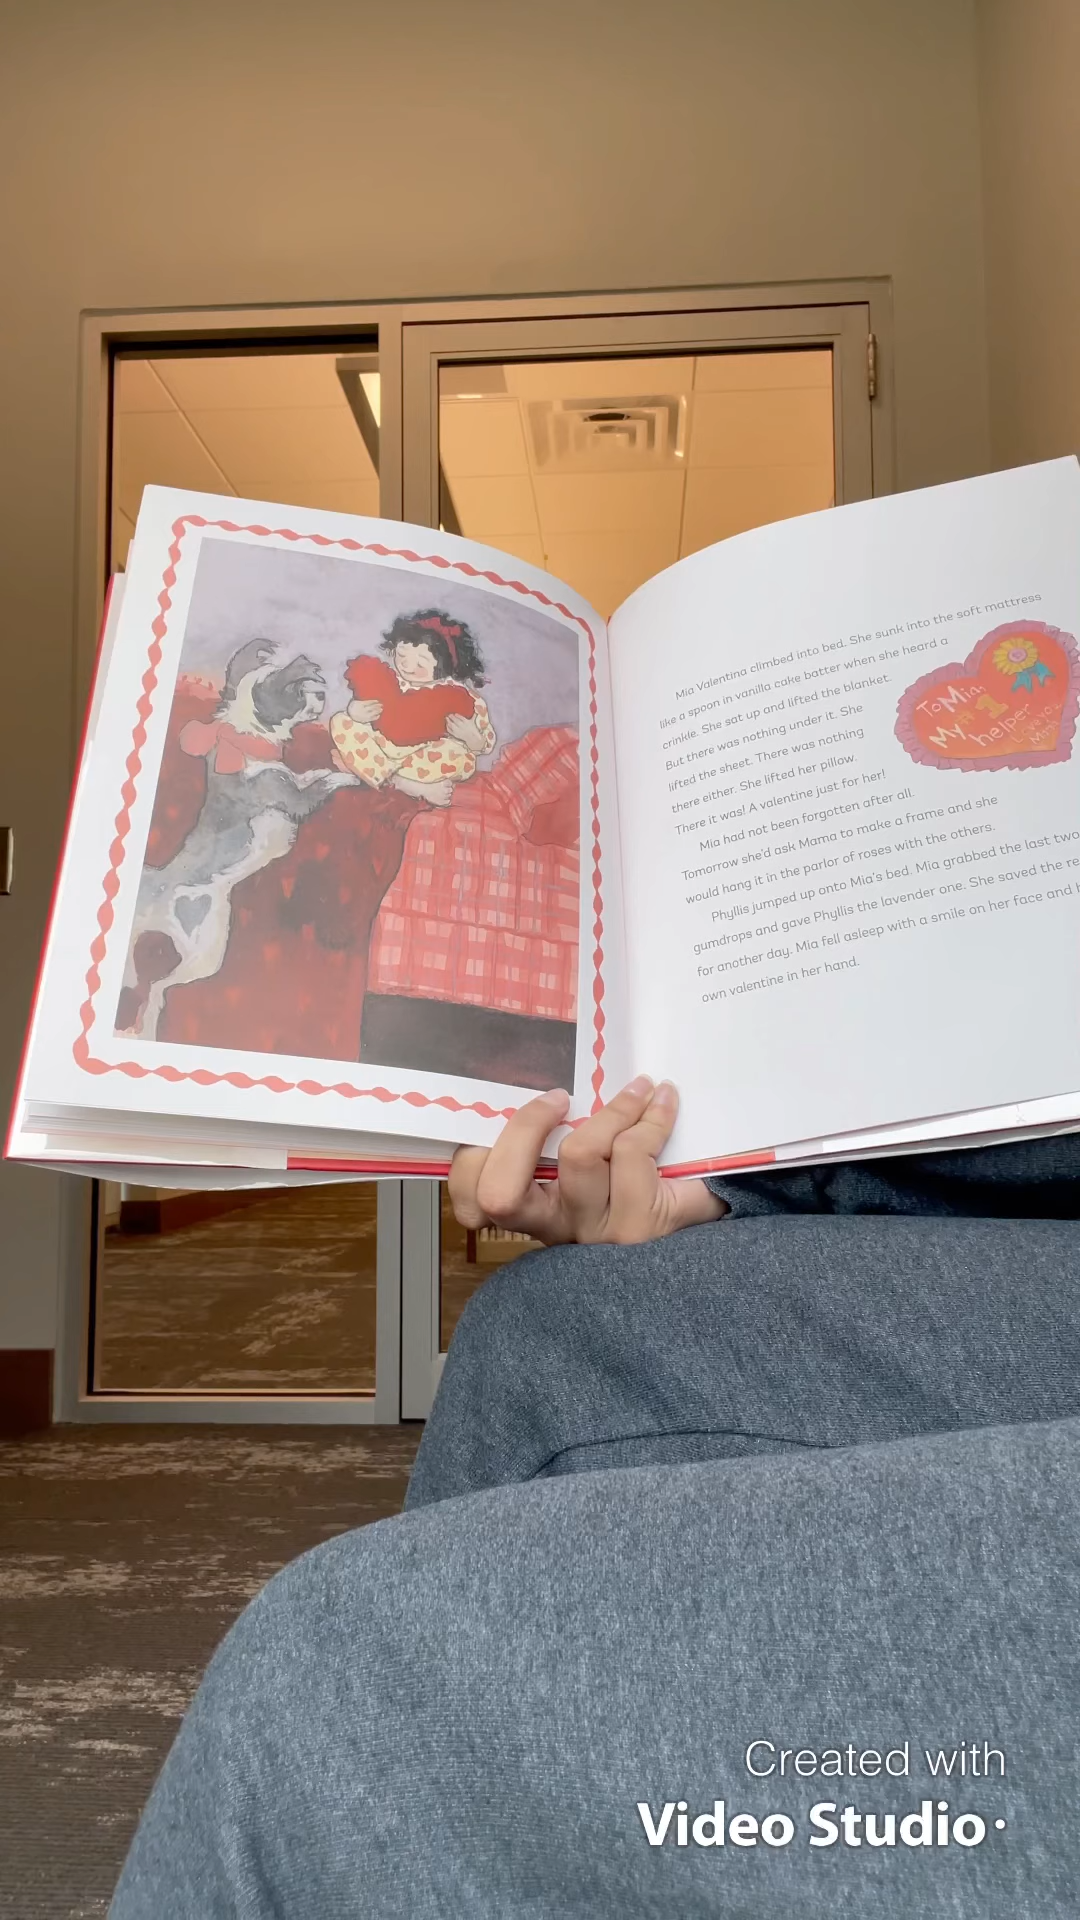 Mia Valentina climbed into bed. She sunk into the soft mattress
like a spoon in vanilla cake batter when she heard a
crinkle. She sat up and lifted the blanket.
But there was nothing under it. She
lifted the sheet. There was nothing
there either. She lifted her pillow.
There it was! A valentine just for her!
Mia had not been forgotten after all.
Tomorrow she'd ask Mama to make a frame and she
would hang it in the parlor of roses with the others.
Phyllis jumped up onto Mia's bed. Mia grabbed the last two
gumdrops and gave Phyllis the lavender one. She saved the
for another day. Mia fell asleep with a smile on her face and
own valentine in her hand.
To Mia
My #1
helper
Love you
Created with
Video Studio